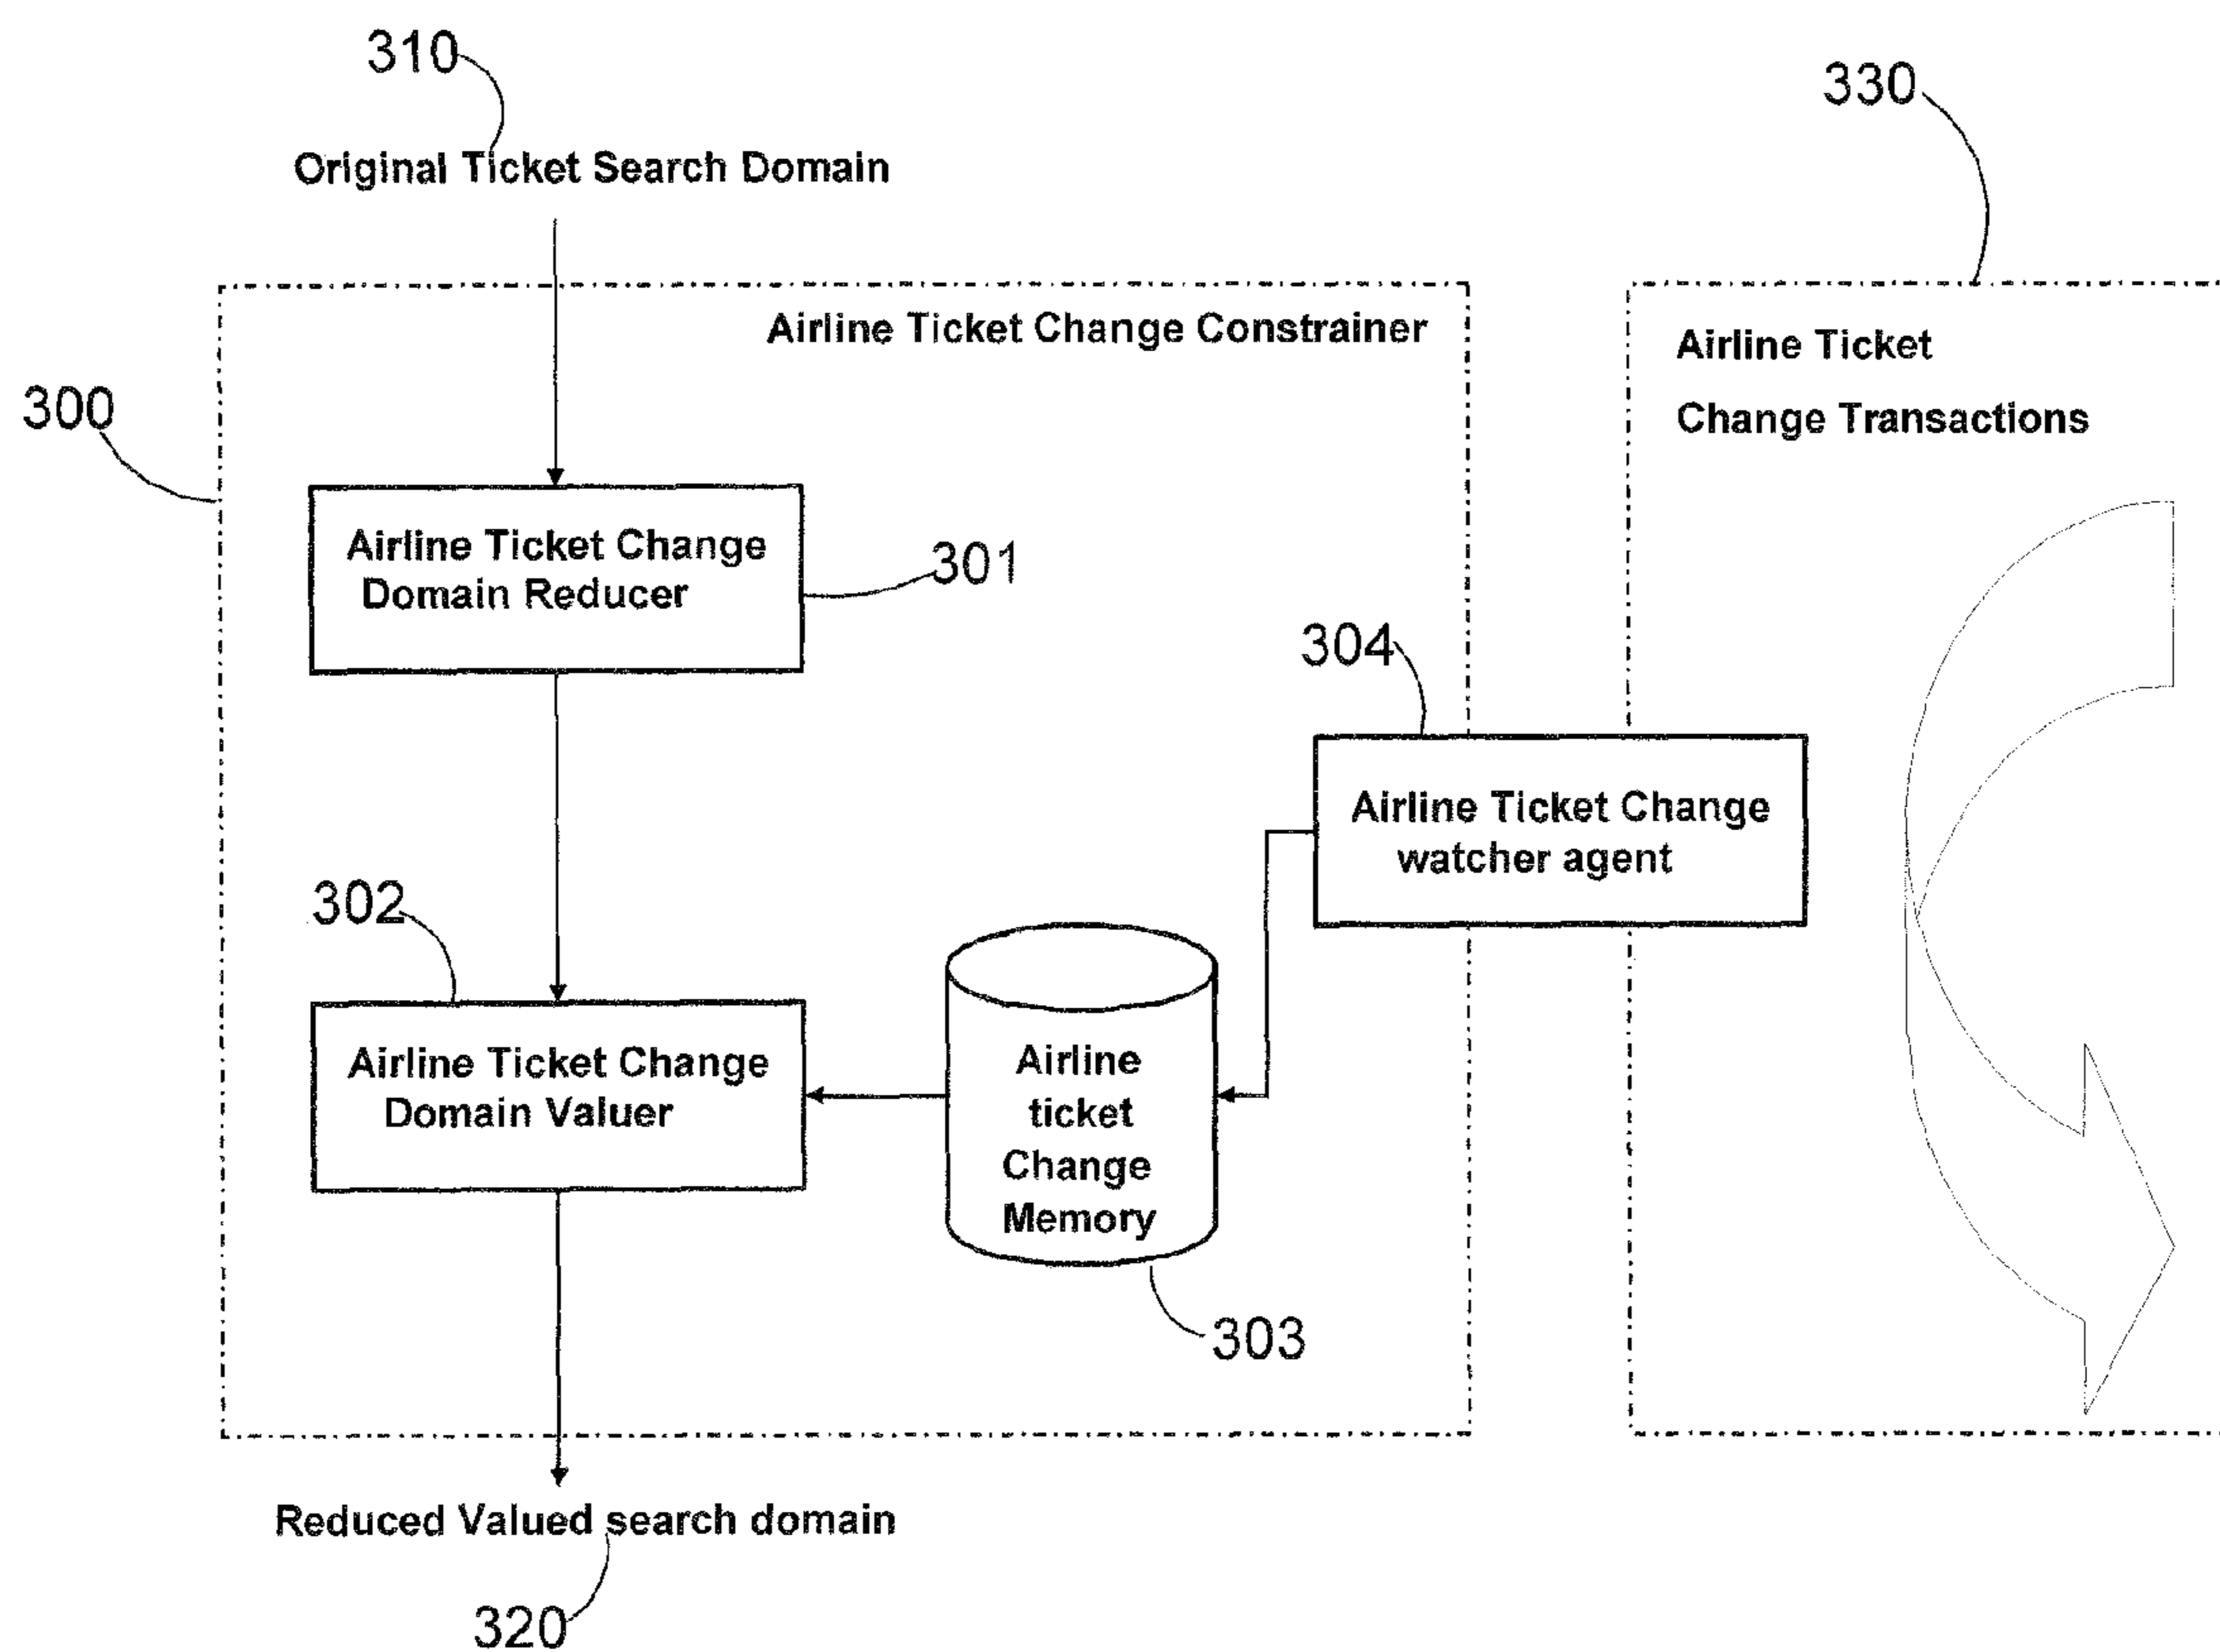 310
330
Original Ticket Search Domain
Airline Ticket Change Constrainer
Airline Ticket
Change Transactions
300
Airline Ticket Change
Domain Reducer
301
304
Airline Ticket Change
watcher agent
302
Airline Ticket Change
Domain Valuer
Airline
ticket
Change
Memory
303
Reduced Valued search domain
320